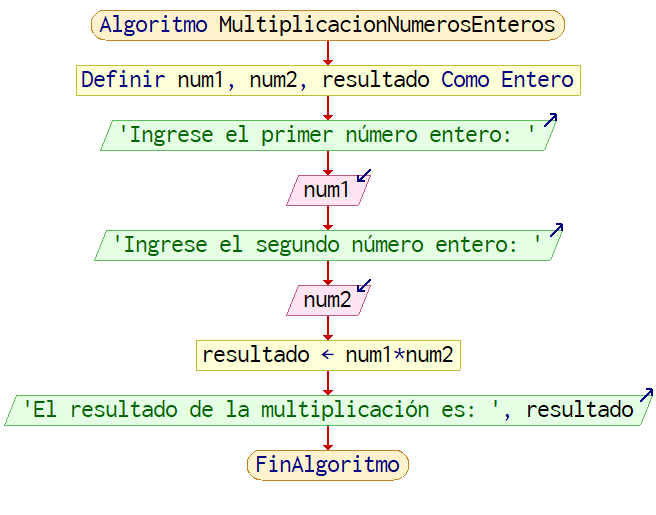 Algoritmo MultiplicacionNumerosEnteros
Definir num1, num2, resultado Como Entero
'Ingrese el primer número entero: '
num1
'Ingrese el segundo número entero: '
num2
resultado ← num1*num2
'El resultado de la multiplicación es: ', resultado
FinAlgoritmo